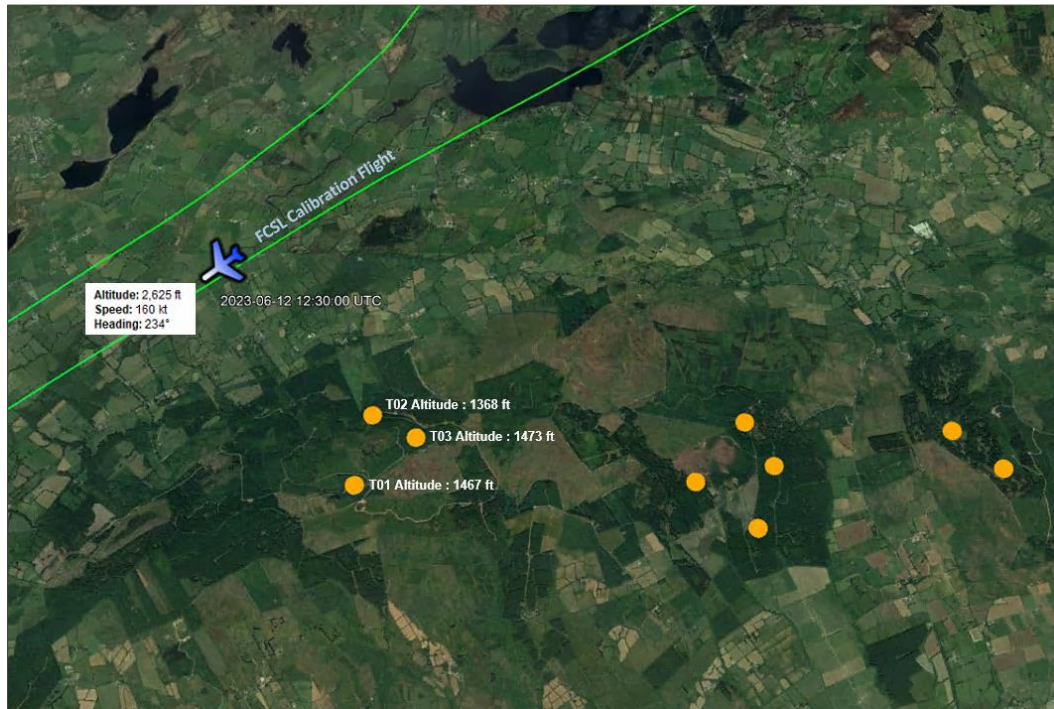 FCSL Calibration Flight
Altitude: 2,625 ft
Speed: 160 kt
Heading: 234°
2023-06-12 12:30:00 UTC
T02 Altitude : 1368 ft
T03 Altitude : 1473 ft
T01 Altitude : 1467 ft